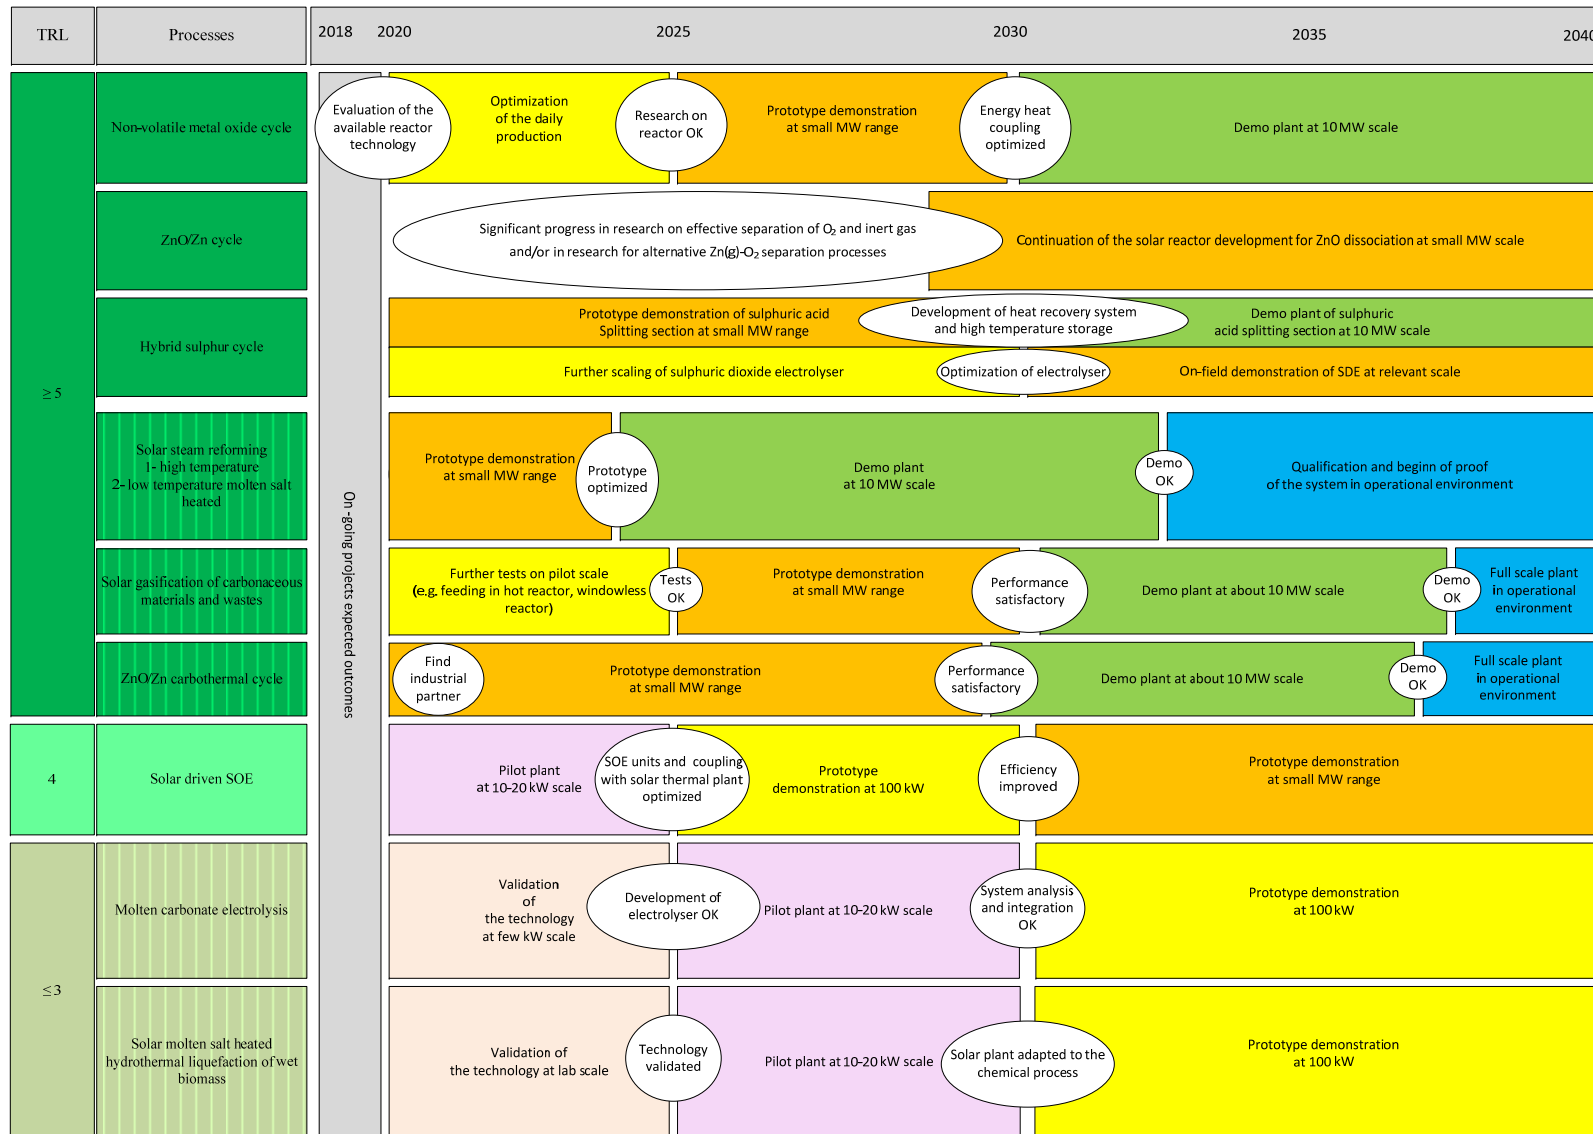 TRL
Processes
2018
2020
2025
2030
2035
2040
≥ 5
Non-volatile metal oxide cycle
Evaluation of the
available reactor
technology
Optimization
of the daily
production
Research on
reactor OK
Prototype demonstration
at small MW range
Energy heat
coupling
optimized
Demo plant at 10 MW scale
ZnO/Zn cycle
Significant progress in research on effective separation of O₂ and inert gas
and/or in research for alternative Zn(g)-O₂ separation processes
Continuation of the solar reactor development for ZnO dissociation at small MW scale
Hybrid sulphur cycle
Prototype demonstration of sulphuric acid
Splitting section at small MW range
Development of heat recovery system
and high temperature storage
Demo plant of sulphuric
acid splitting section at 10 MW scale
Further scaling of sulphuric dioxide electrolyser
Optimization of electrolyser
On-field demonstration of SDE at relevant scale
Solar steam reforming
1- high temperature
2- low temperature molten salt
heated
Prototype demonstration
at small MW range
Prototype
optimized
Demo plant
at 10 MW scale
Demo
OK
Qualification and beginn of proof
of the system in operational environment
On-going projects expected outcomes
Solar gasification of carbonaceous
materials and wastes
Further tests on pilot scale
(e.g. feeding in hot reactor, windowless
reactor)
Tests
OK
Prototype demonstration
at small MW range
Performance
satisfactory
Demo plant at about 10 MW scale
Demo
OK
Full scale plant
in operational
environment
ZnO/Zn carbothermal cycle
Find
industrial
partner
Prototype demonstration
at small MW range
Performance
satisfactory
Demo plant at about 10 MW scale
Demo
OK
Full scale plant
in operational
environment
4
Solar driven SOE
Pilot plant
at 10-20 kW scale
SOE units and coupling
with solar thermal plant
optimized
Prototype
demonstration at 100 kW
Efficiency
improved
Prototype demonstration
at small MW range
≤ 3
Molten carbonate electrolysis
Validation
of
the technology
at few kW scale
Development of
electrolyser OK
Pilot plant at 10-20 kW scale
System analysis
and integration
OK
Prototype demonstration
at 100 kW
Solar molten salt heated
hydrothermal liquefaction of wet
biomass
Validation of
the technology at lab scale
Technology
validated
Pilot plant at 10-20 kW scale
Solar plant adapted to the
chemical process
Prototype demonstration
at 100 kW